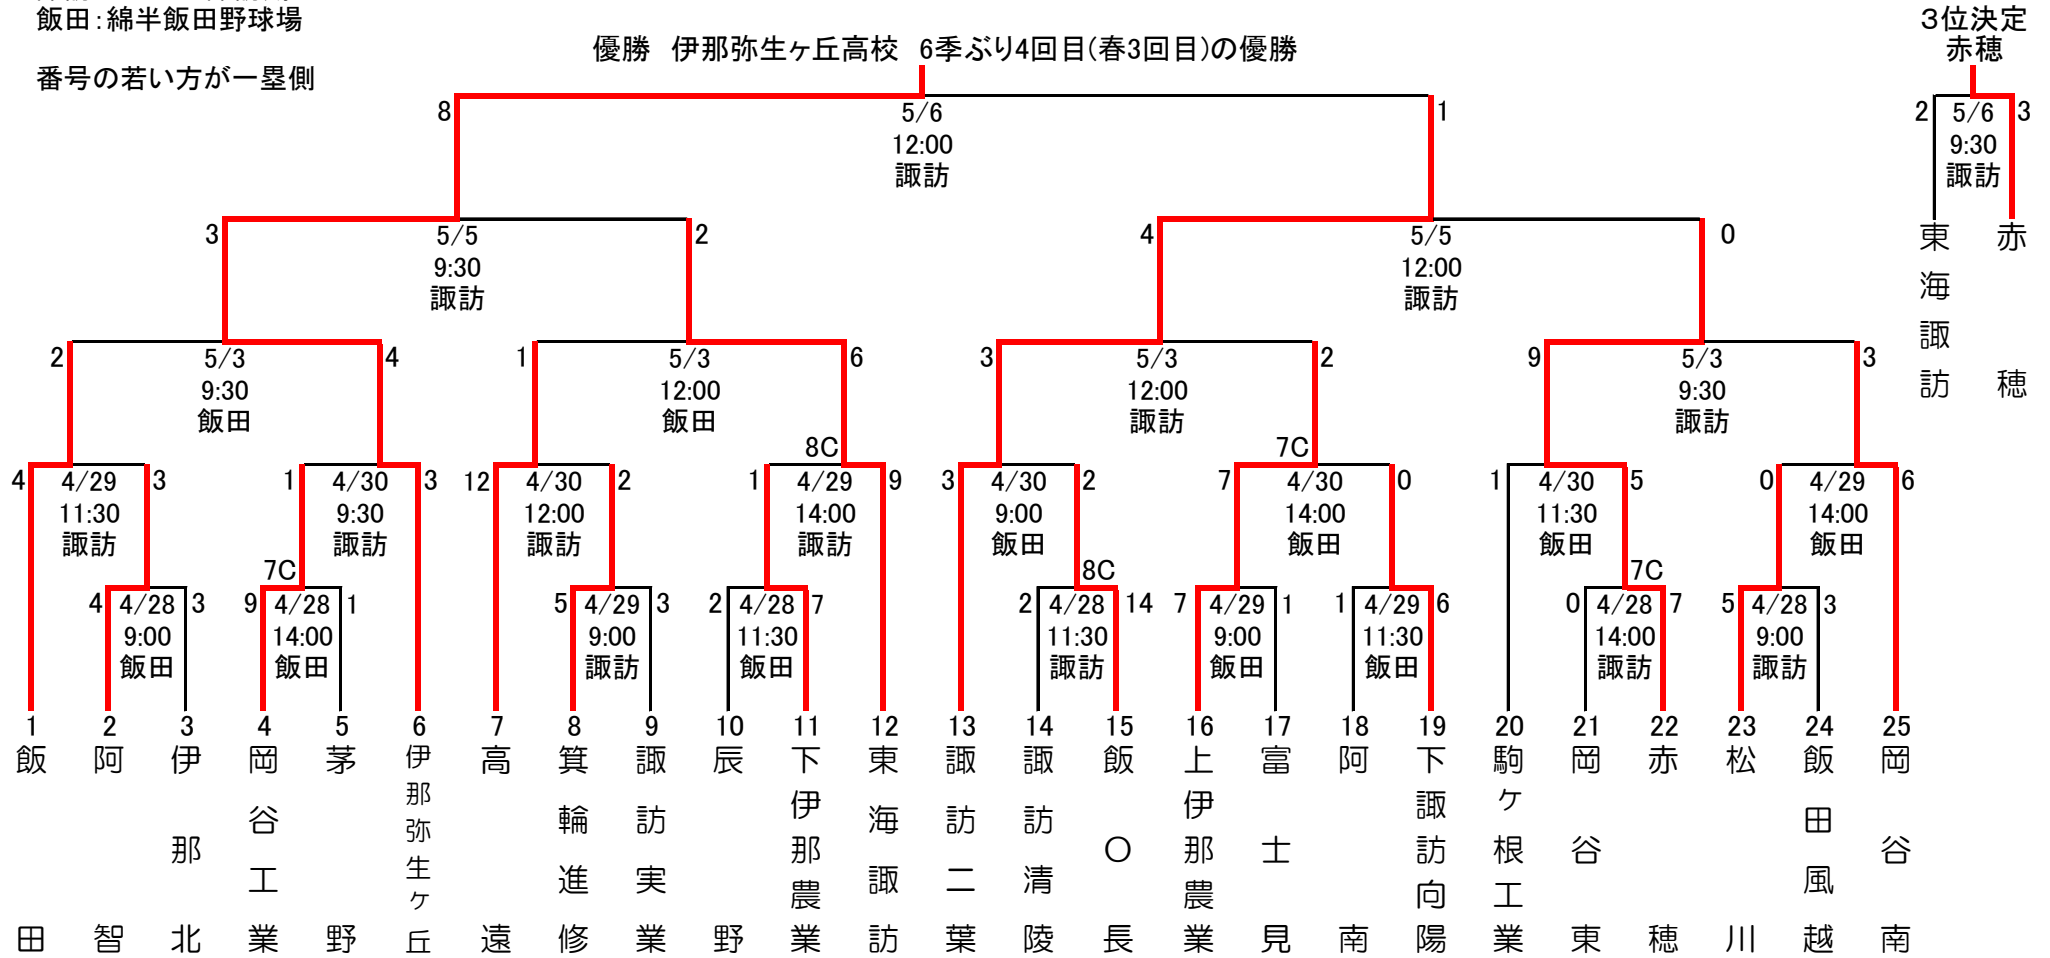 飯田：綿半飯田野球場
番号の若い方が一塁側
優勝　伊那弥生ヶ丘高校　6季ぶり4回目(春3回目)の優勝
3位決定
赤穂
8
5/6
12:00
諏訪
1
2
5/6
9:30
諏訪
3
東海諏訪
赤穂
3
5/5
9:30
諏訪
2
4
5/5
12:00
諏訪
0
2
5/3
9:30
飯田
4
1
5/3
12:00
飯田
6
3
5/3
12:00
諏訪
2
9
5/3
9:30
諏訪
3
4
4/29
11:30
諏訪
3
1
4/30
9:30
諏訪
3
12
4/30
12:00
諏訪
2
8C
1
4/29
14:00
諏訪
9
3
4/30
9:00
飯田
2
7C
7
4/30
14:00
飯田
0
1
4/30
11:30
飯田
5
0
4/29
14:00
飯田
6
4
4/28
9:00
飯田
3
7C
9
4/28
14:00
飯田
1
5
4/29
9:00
諏訪
3
2
4/28
11:30
飯田
7
8C
2
4/28
11:30
諏訪
14
7
4/29
9:00
飯田
1
1
4/29
11:30
飯田
6
7C
0
4/28
14:00
諏訪
7
5
4/28
9:00
諏訪
3
1 飯田
2 阿智
3 伊那北
4 岡谷工業
5 茅野
6 伊那弥生ヶ丘
7 高遠
8 箕輪進修
9 諏訪実業
10 辰野
11 下伊那農業
12 東海諏訪
13 諏訪二葉
14 諏訪清陵
15 飯〇長
16 上伊那農業
17 富士見
18 阿南
19 下諏訪向陽
20 駒ケ根工業
21 岡谷東
22 赤穂
23 松川
24 飯田風越
25 岡谷南